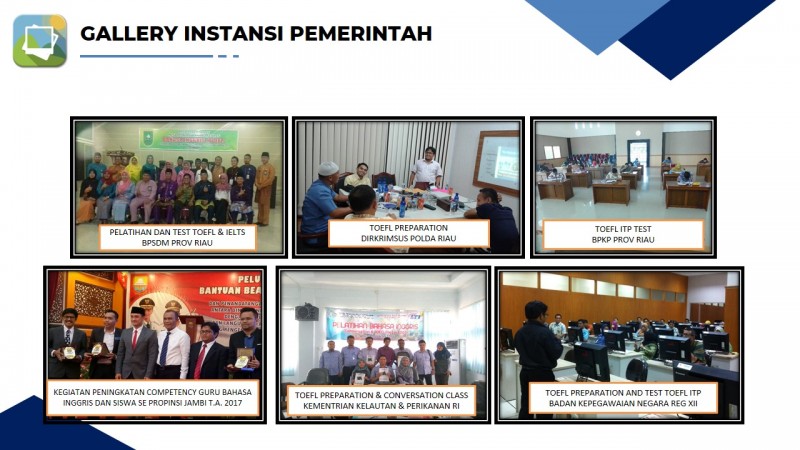 GALLERY INSTANSI PEMERINTAH
PELATIHAN DAN TEST TOEFL & IELTS
BPSDM PROV RIAU
TOEFL PREPARATION
DIRKRIMSUS POLDA RIAU
TOEFL ITP TEST
BPKP PROV RIAU
PELU
BANTUAN BEA
KEGIATAN PENINGKATAN COMPETENCY GURU BAHASA
INGGRIS DAN SISWA SE PROPINSI JAMBI T.A. 2017
PELATIHAN BAHASA INGGRIS
TOEFL PREPARATION & CONVERSATION CLASS
KEMENTRIAN KELAUTAN & PERIKANAN RI
TOEFL PREPARATION AND TEST TOEFL ITP
BADAN KEPEGAWAIAN NEGARA REG XII